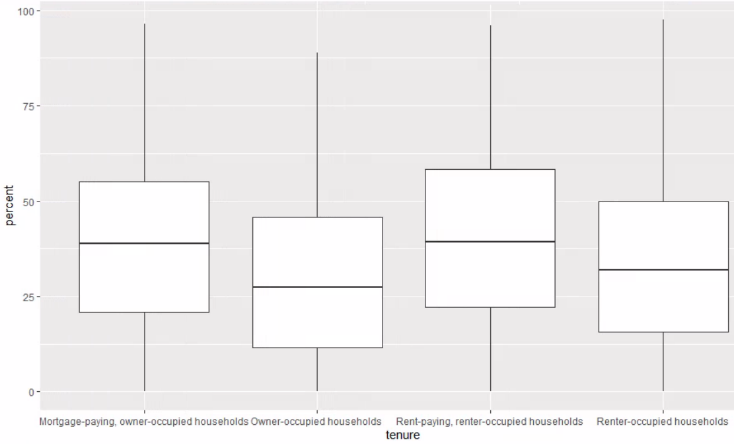 100
75
50
25
0
percent
Mortgage-paying, owner-occupied households Owner-occupied households Rent-paying, renter-occupied households Renter-occupied households
tenure